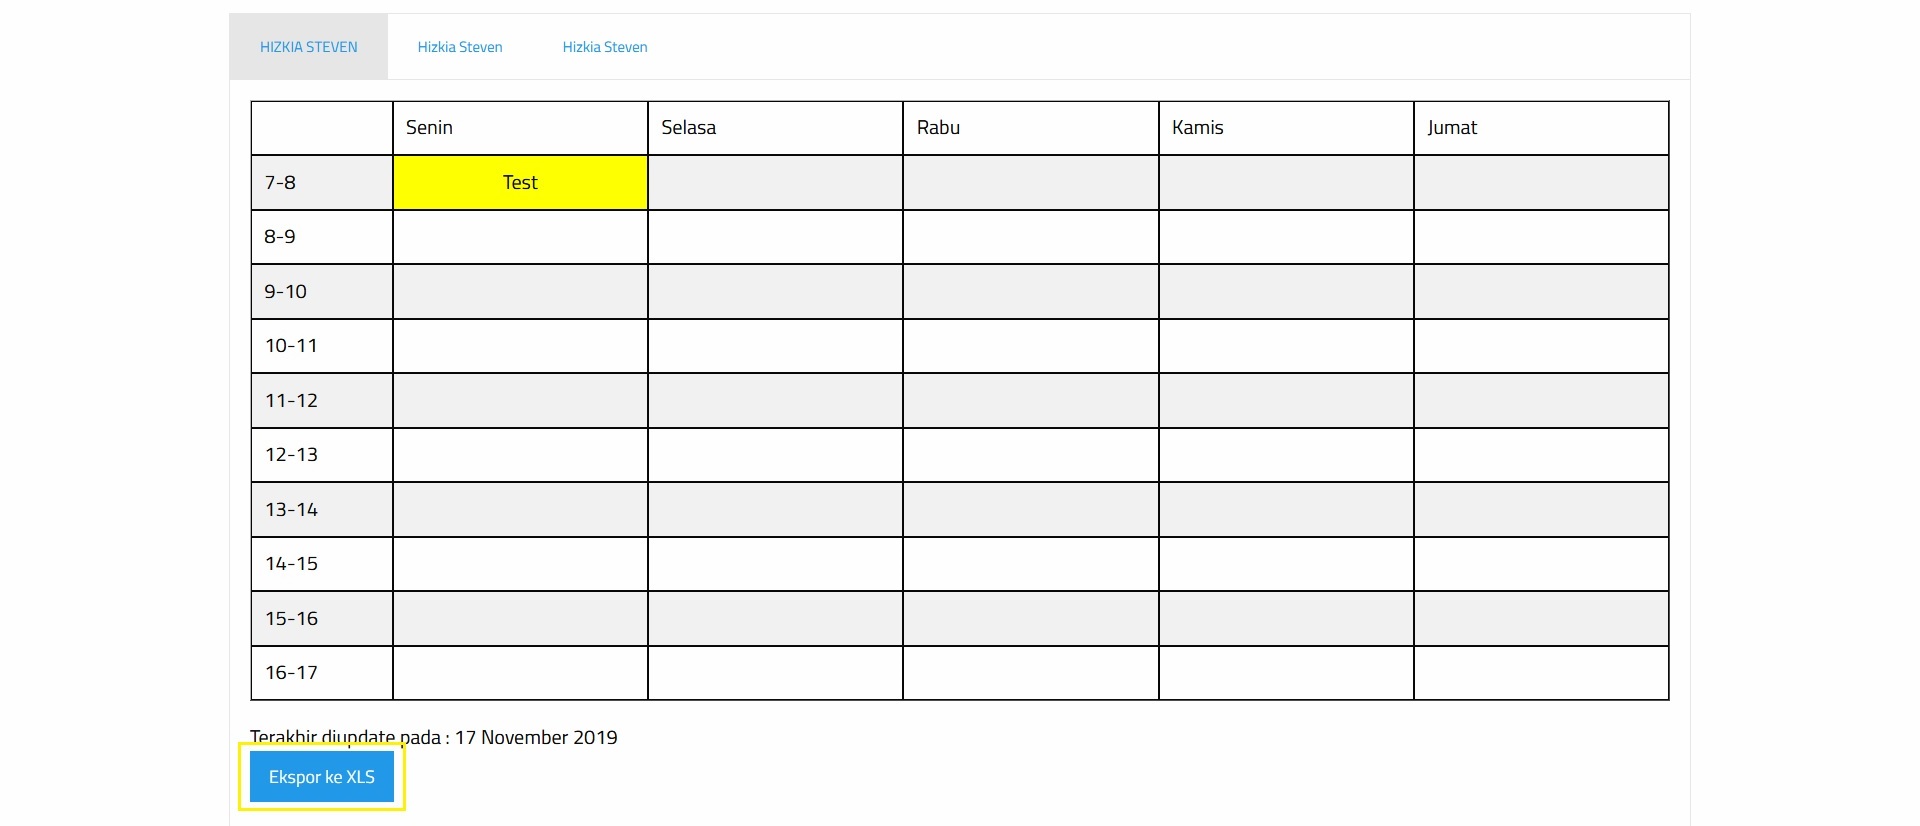 HIZKIA STEVEN Hizkia Steven Hizkia Steven
Senin Selasa Rabu Kamis Jumat
7-8 Test
8-9
9-10
10-11
11-12
12-13
13-14
14-15
15-16
16-17
Terakhir diupdate pada : 17 November 2019
Ekspor ke XLS